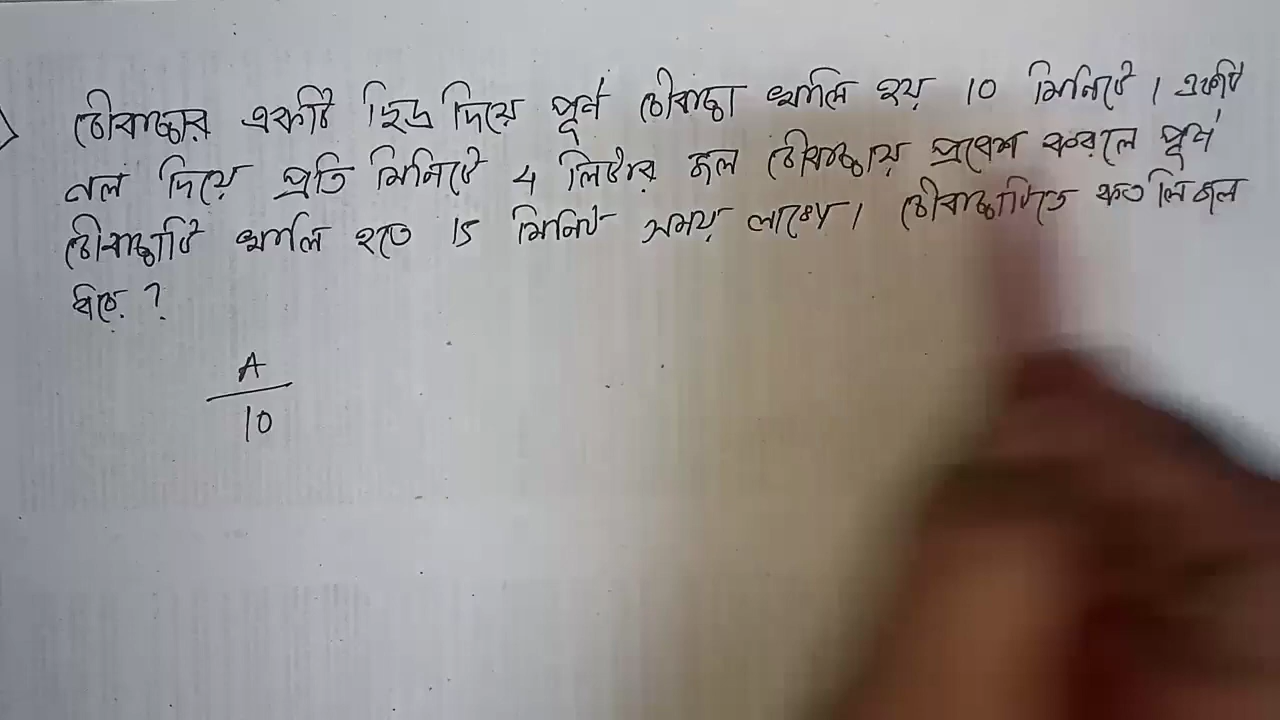 চৌবাচ্চার একটি ছিদ্র দিয়ে পূর্ণ চৌবাচ্চা খালি হয় 10 মিনিটে। একটি
নল দিয়ে প্রতি মিনিটে 4 লিটার জল চৌবাচ্চায় প্রবেশ করলে পূর্ণ
চৌবাচ্চাটি খালি হতে 15 মিনিট সময় লাগে। চৌবাচ্চাটিতে কত লি জল
ধরে ?
A
10